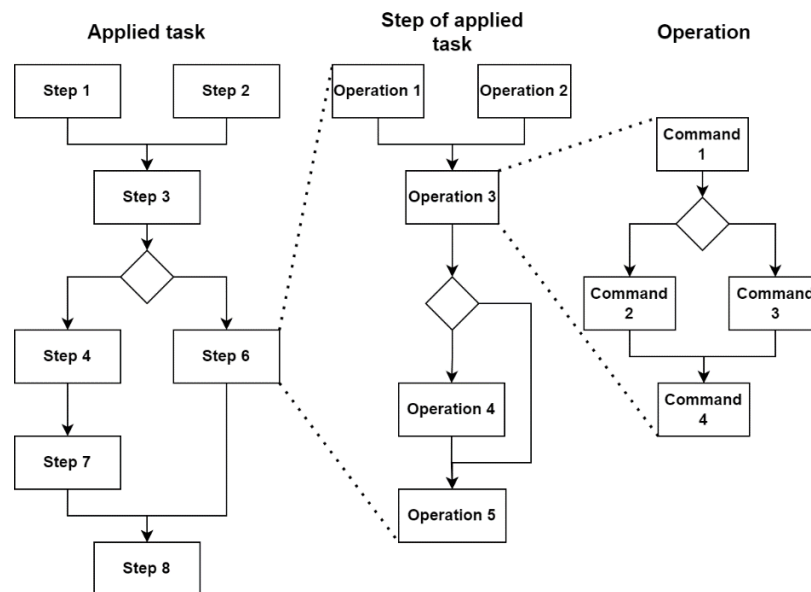 Applied task
Step 1
Step 2
Step 3
Step 4
Step 6
Step 7
Step 8
Step of applied
task
Operation 1
Operation 2
Operation 3
Operation 4
Operation 5
Operation
Command
1
Command
2
Command
3
Command
4